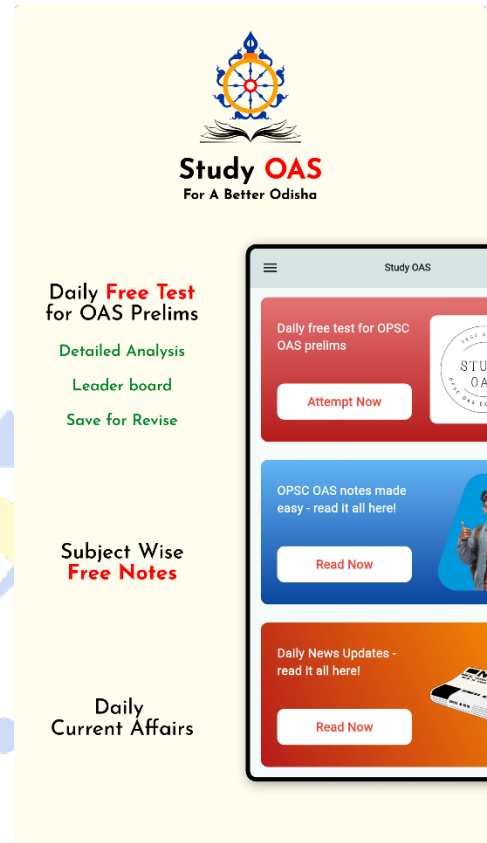 Study OAS
For A Better Odisha
Daily Free Test
for OAS Prelims
Detailed Analysis
Leader board
Save for Revise
Subject Wise
Free Notes
Daily
Current Affairs
Study OAS
Daily free test for OPSC
OAS prelims
Attempt Now
STU
OA
OPSC OAS notes made
easy - read it all here!
Read Now
Daily News Updates -
read it all here!
Read Now